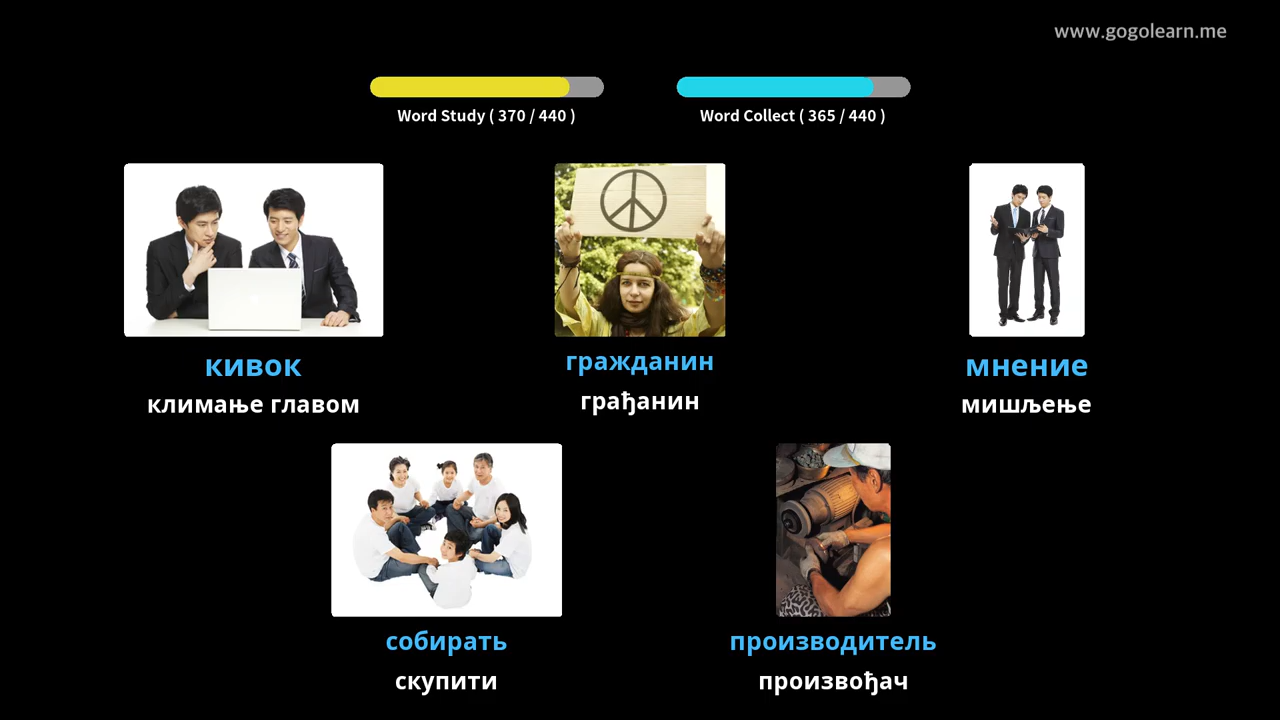 www.gogolearn.me
Word Study ( 370 / 440 )
Word Collect ( 365 / 440 )
кивок
климање главом
гражданин
грађанин
мнение
мишљење
собирать
скупити
производитель
произвођач